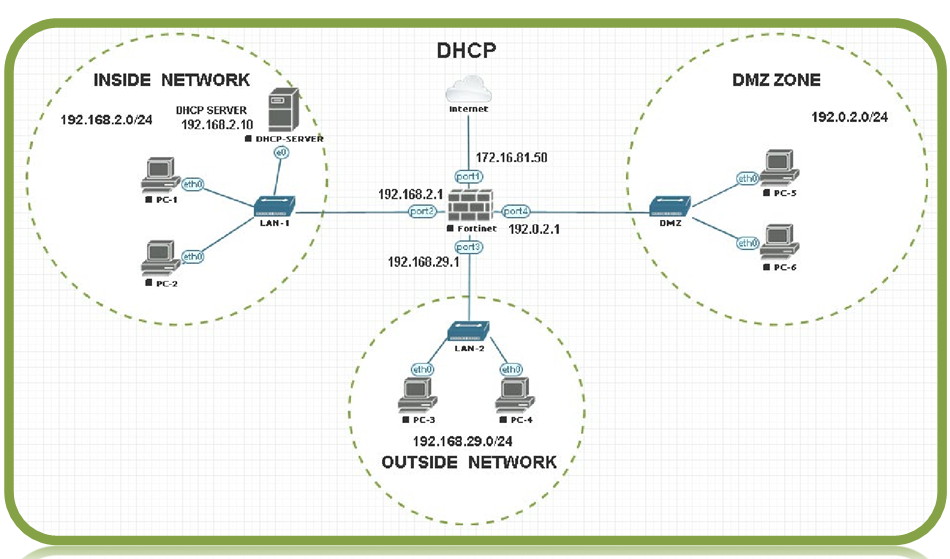 DHCP
INSIDE NETWORK
DMZ ZONE
Internet
DHCP SERVER
192.168.2.0/24
192.168.2.10
192.0.2.0/24
DHCP-SERVER
e0
172.16.81.50
port1
eth0
PC-1
192.168.2.1
eth0
PC-5
LAN-1
port2
port4
Fortinet
192.0.2.1
DMZ
port3
192.168.29.1
eth0
PC-2
eth0
PC-6
LAN-2
eth0
eth0
PC-3
PC-4
192.168.29.0/24
OUTSIDE NETWORK